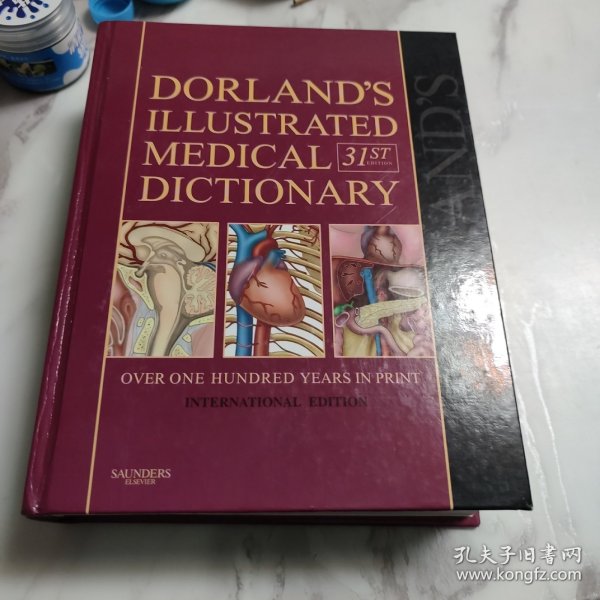 DORLAND'S
ILLUSTRATED
MEDICAL 31ST EDITION
DICTIONARY
AND'S
OVER ONE HUNDRED YEARS IN PRINT
INTERNATIONAL EDITION
SAUNDERS
ELSEVIER
孔夫子旧书网
www.kongfz.com